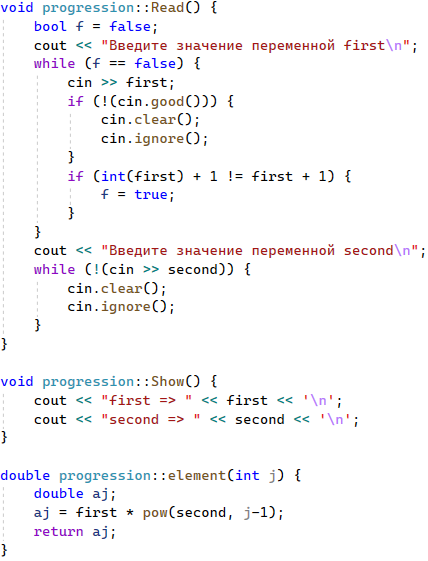 void progression::Read() {
    bool f = false;
    cout << "Введите значение переменной first\n";
    while (f == false) {
        cin >> first;
        if (!(cin.good())) {
            cin.clear();
            cin.ignore();
        }
        if (int(first) + 1 != first + 1) {
            f = true;
        }
    }
    cout << "Введите значение переменной second\n";
    while (!(cin >> second)) {
        cin.clear();
        cin.ignore();
    }
}

void progression::Show() {
    cout << "first => " << first << '\n';
    cout << "second => " << second << '\n';
}

double progression::element(int j) {
    double aj;
    aj = first * pow(second, j-1);
    return aj;
}